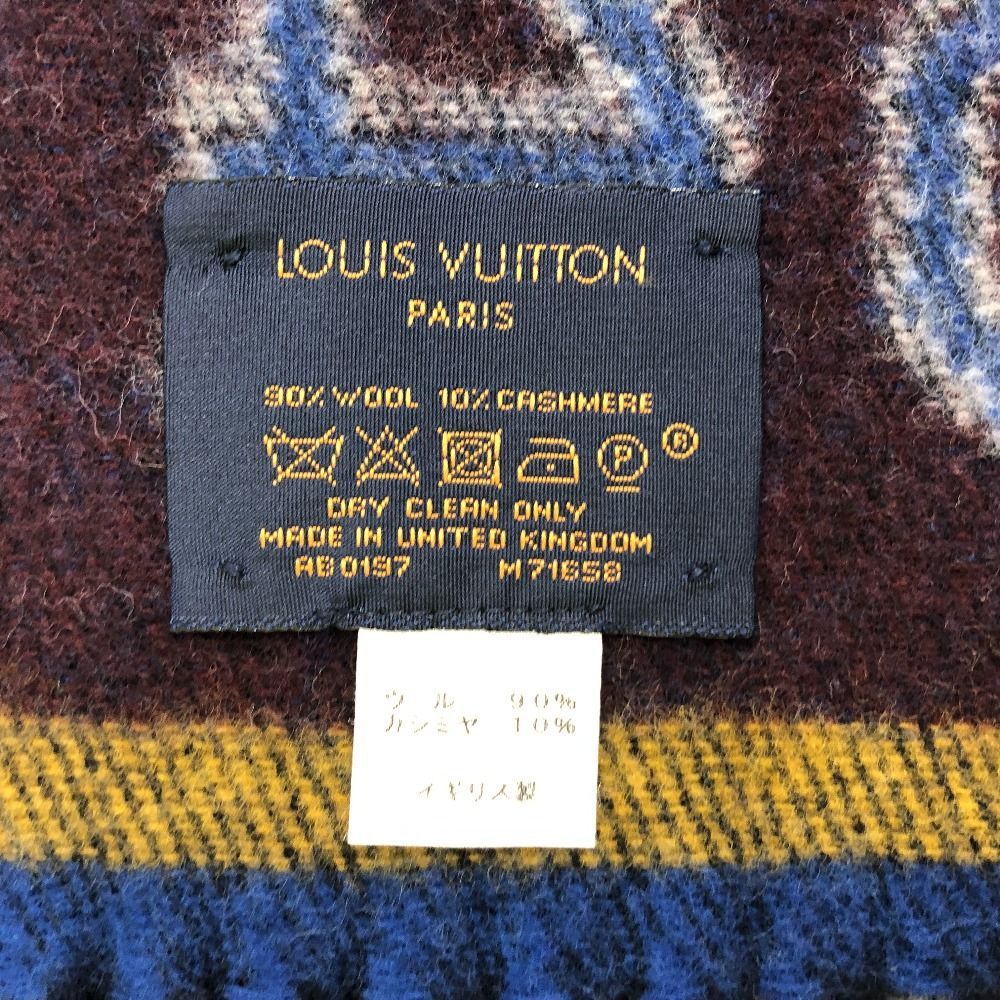 LOUIS VUITTON
PARIS
90% WOOL 10% CASHMERE
P ®
DRY CLEAN ONLY
MADE IN UNITED KINGDOM
AB0197 M71658
ウール 90%
カシミヤ 10%
イギリス製